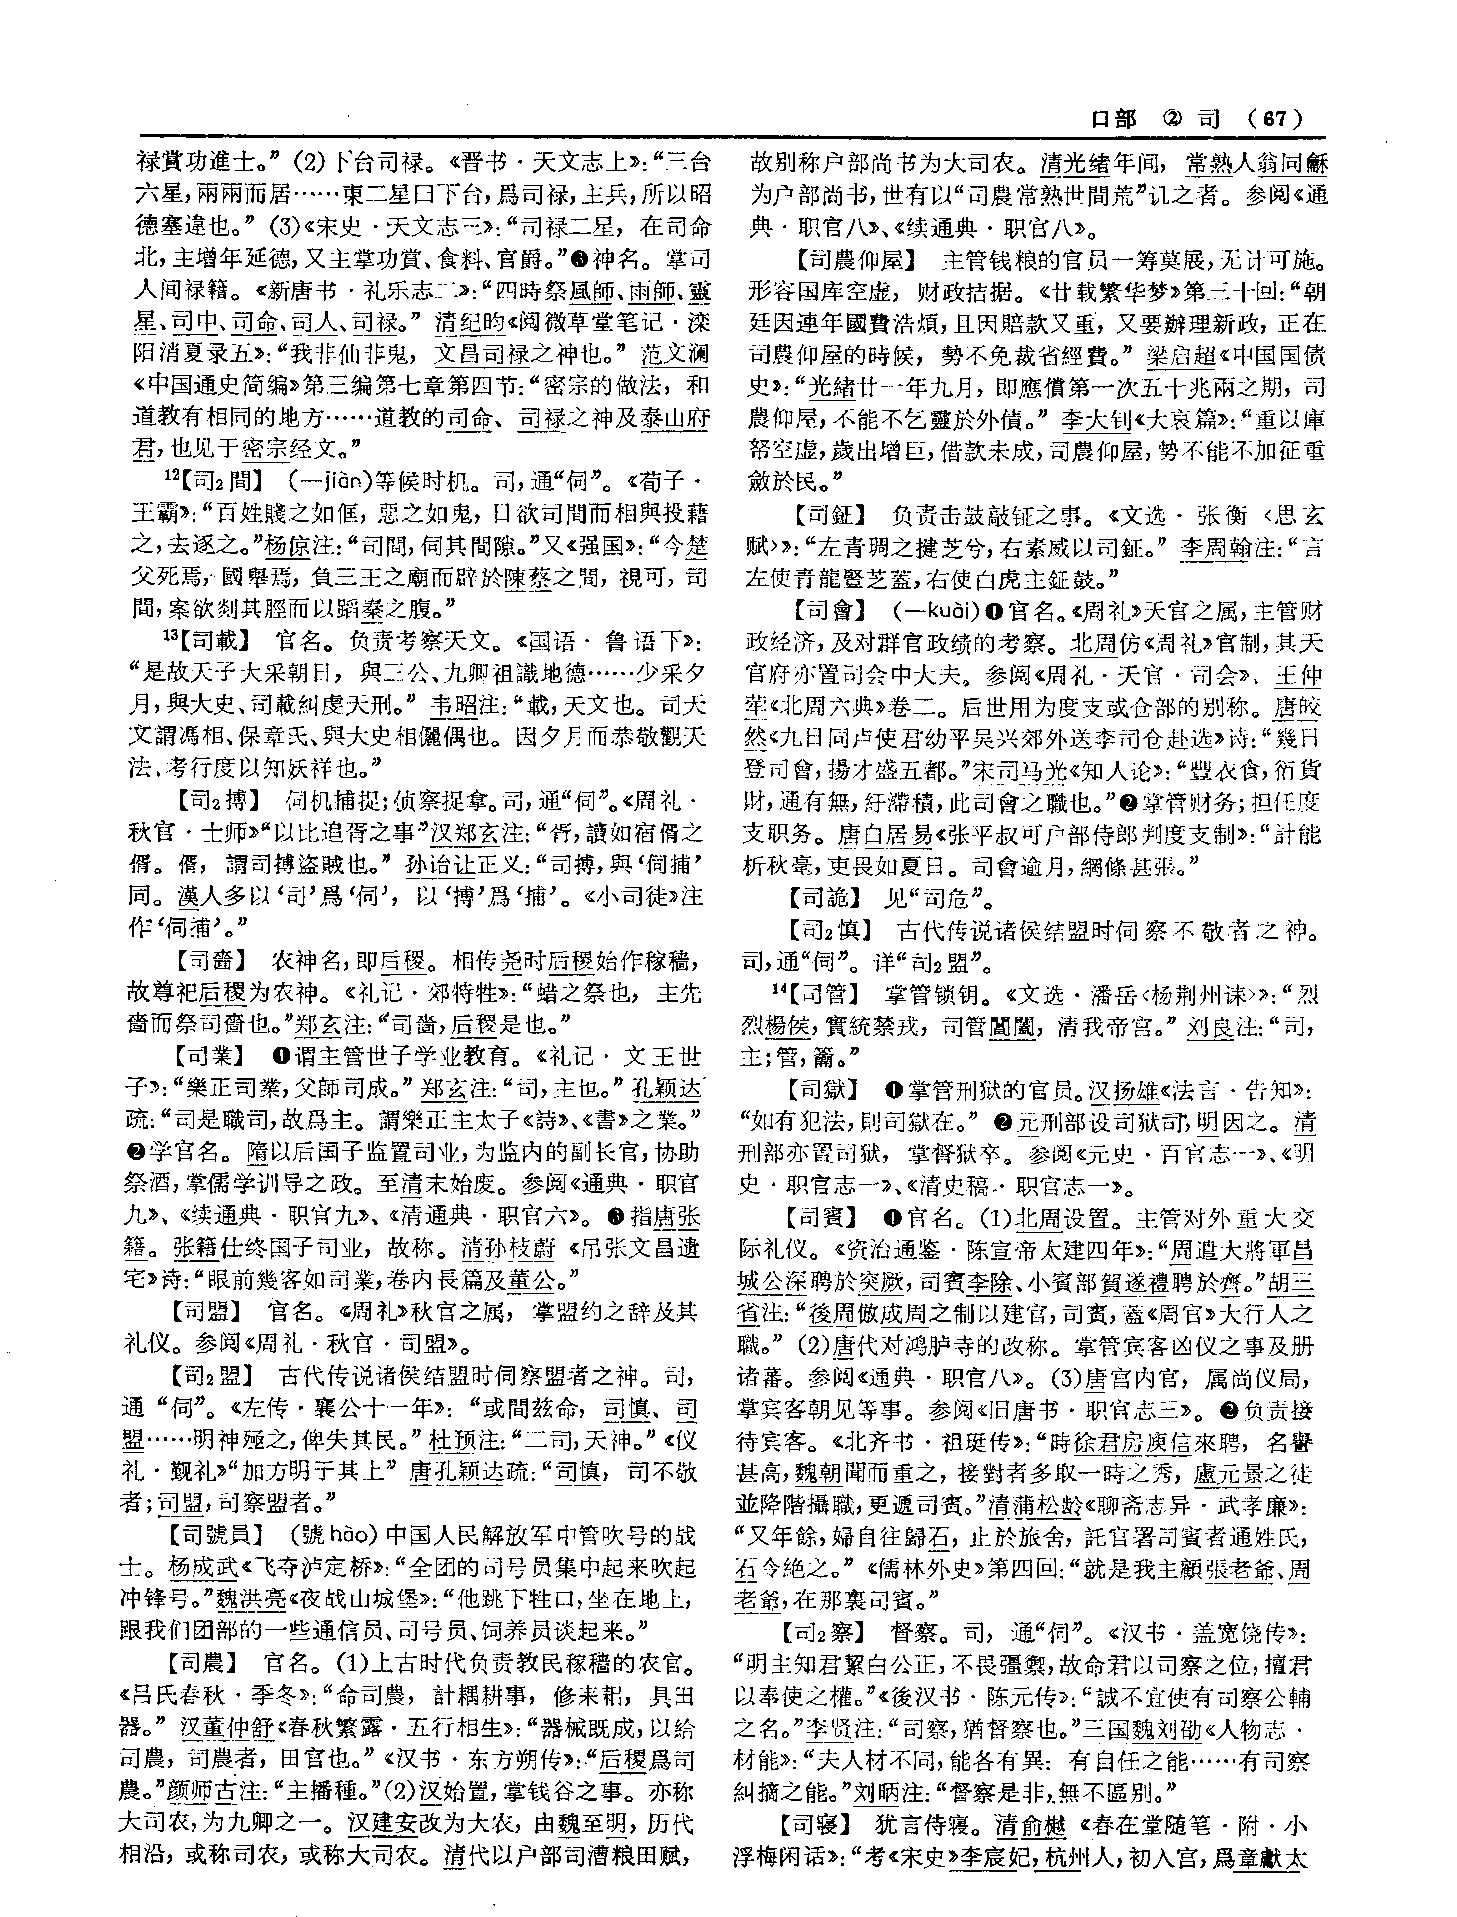 口部 ② 司 (67)
禄賞功進士。”(2)下台司禄。《晋书·天文志上》：“三台
六星，兩兩而居……東二星曰下台，爲司禄，主兵，所以昭
德塞違也。”(3)《宋史·天文志三》：“司禄二星，在司命
北，主增年延德，又主掌功賞、食料、官爵。”❸神名。掌司
人间禄籍。《新唐书·礼乐志二》：“四時祭風師、雨師、靈
星、司中、司命、司人、司禄。”清纪昀《阅微草堂笔记·滦
阳消夏录五》：“我非仙非鬼，文昌司禄之神也。”范文澜
《中国通史简编》第三编第七章第四节：“密宗的做法，和
道教有相同的地方……道教的司命、司禄之神及泰山府
君，也见于密宗经文。”
12【司2間】 (一jiàn)等候时机。司，通“伺”。《荀子·
王霸》：“百姓賤之如㑌，惡之如鬼，日欲司間而相與投藉
之，去逐之。”杨倞注：“司間，伺其間隙。”又《强国》：“今楚
父死焉，國舉焉，負三王之廟而辟於陳蔡之間，視可，司
間，案欲剡其脛而以蹈秦之腹。”
13【司載】 官名。负责考察天文。《国语·鲁语下》：
“是故天子大采朝日，與三公、九卿祖識地德……少采夕
月，與大史、司載糾虔天刑。”韦昭注：“載，天文也。司天
文謂馮相、保章氏、與大史相儷偶也。因夕月而恭敬觀天
法、考行度以知妖祥也。”
【司2搏】 伺机捕捉；侦察捉拿。司，通“伺”。《周礼·
秋官·士师》“以比追胥之事”汉郑玄注：“胥，讀如宿偦之
偦。偦，謂司搏盜賊也。”孙诒让正义：“司搏，與‘伺捕’
同。漢人多以‘司’爲‘伺’，以‘搏’爲‘捕’。《小司徒》注
作‘伺捕’。”
【司嗇】 农神名，即后稷。相传尧时后稷始作稼穑，
故尊祀后稷为农神。《礼记·郊特牲》：“蜡之祭也，主先
嗇而祭司嗇也。”郑玄注：“司嗇，后稷是也。”
【司業】 ❶谓主管世子学业教育。《礼记·文王世
子》：“樂正司業，父師司成。”郑玄注：“司，主也。”孔颖达
疏：“司是職司，故爲主。謂樂正主太子《詩》、《書》之業。”
❷学官名。隋以后国子监置司业，为监内的副长官，协助
祭酒，掌儒学训导之政。至清末始废。参阅《通典·职官
九》、《续通典·职官九》、《清通典·职官六》。❸指唐张
籍。张籍仕终国子司业，故称。清孙枝蔚《吊张文昌遗
宅》诗：“眼前幾客如司業，卷内長篇及董公。”
【司盟】 官名。《周礼》秋官之属，掌盟约之辞及其
礼仪。参阅《周礼·秋官·司盟》。
【司2盟】 古代传说诸侯结盟时伺察盟者之神。司，
通“伺”。《左传·襄公十一年》：“或間兹命，司慎、司
盟……明神殛之，俾失其民。”杜预注：“二司，天神。”《仪
礼·觐礼》“加方明于其上”唐孔颖达疏：“司慎，司不敬
者；司盟，司察盟者。”
【司號員】 (號hào)中国人民解放军中管吹号的战
士。杨成武《飞夺泸定桥》：“全团的司号员集中起来吹起
冲锋号。”魏洪亮《夜战山城堡》：“他跳下牲口，坐在地上，
跟我们团部的一些通信员、司号员、饲养员谈起来。”
【司農】 官名。(1)上古时代负责教民稼穑的农官。
《吕氏春秋·季冬》：“命司農，計耦耕事，修耒耜，具田
器。”汉董仲舒《春秋繁露·五行相生》：“器械既成，以給
司農，司農者，田官也。”《汉书·东方朔传》：“后稷爲司
農。”颜师古注：“主播種。”(2)汉始置，掌钱谷之事。亦称
大司农，为九卿之一。汉建安改为大农，由魏至明，历代
相沿，或称司农，或称大司农。清代以户部司漕粮田赋，
故别称户部尚书为大司农。清光绪年间，常熟人翁同龢
为户部尚书，世有以“司農常熟世間荒”讥之者。参阅《通
典·职官八》、《续通典·职官八》。
【司農仰屋】 主管钱粮的官员一筹莫展，无计可施。
形容国库空虚，财政拮据。《廿载繁华梦》第三十回：“朝
廷因連年國費浩煩，且因賠款又重，又要辦理新政，正在
司農仰屋的時候，勢不免裁省經費。”梁启超《中国国债
史》：“光緒廿一年九月，即應償第一次五十兆兩之期，司
農仰屋，不能不乞靈於外債。”李大钊《大哀篇》：“重以庫
帑空虚，歲出增巨，借款未成，司農仰屋，勢不能不加征重
斂於民。”
【司鉦】 负责击鼓敲钲之事。《文选·张衡〈思玄
赋〉》：“左青琱之揵芝兮，右素威以司鉦。”李周翰注：“言
左使青龍豎芝蓋，右使白虎主鉦鼓。”
【司會】 (一kuài)❶官名。《周礼》天官之属，主管财
政经济，及对群官政绩的考察。北周仿《周礼》官制，其天
官府亦置司会中大夫。参阅《周礼·天官·司会》、王仲
荦《北周六典》卷二。后世用为度支或仓部的别称。唐皎
然《九日同卢使君幼平吴兴郊外送李司仓赴选》诗：“幾日
登司會，揚才盛五都。”宋司马光《知人论》：“豐衣食，衍貨
財，通有無，紓滯積，此司會之職也。”❷掌管财务；担任度
支职务。唐白居易《张平叔可户部侍郎判度支制》：“計能
析秋毫，吏畏如夏日。司會逾月，綱條甚張。”
【司詭】 见“司危”。
【司2慎】 古代传说诸侯结盟时伺察不敬者之神。
司，通“伺”。详“司2盟”。
14【司管】 掌管锁钥。《文选·潘岳〈杨荆州诔〉》：“烈
烈楊侯，實統禁戎，司管閶闔，清我帝宫。”刘良注：“司，
主；管，籥。”
【司獄】 ❶掌管刑狱的官员。汉扬雄《法言·告知》：
“如有犯法，則司獄在。”❷元刑部设司狱司，明因之。清
刑部亦置司狱，掌督狱卒。参阅《元史·百官志一》、《明
史·职官志一》、《清史稿·职官志一》。
【司賓】 ❶官名。(1)北周设置。主管对外重大交
际礼仪。《资治通鉴·陈宣帝太建四年》：“周遣大將軍昌
城公深聘於突厥，司賓李除、小賓部賀遂禮聘於齊。”胡三
省注：“後周倣成周之制以建官，司賓，蓋《周官》大行人之
職。”(2)唐代对鸿胪寺的改称。掌管宾客凶仪之事及册
诸蕃。参阅《通典·职官八》。(3)唐宫内官，属尚仪局，
掌宾客朝见等事。参阅《旧唐书·职官志三》。❷负责接
待宾客。《北齐书·祖珽传》：“時徐君房庾信來聘，名譽
甚高，魏朝聞而重之，接對者多取一時之秀，盧元景之徒
並降階攝職，更遞司賓。”清蒲松龄《聊斋志异·武孝廉》：
“又年餘，婦自往歸石，止於旅舍，託官署司賓者通姓氏，
石令絶之。”《儒林外史》第四回：“就是我主顧張老爺、周
老爺，在那裏司賓。”
【司2察】 督察。司，通“伺”。《汉书·盖宽饶传》：
“明主知君絜白公正，不畏彊禦，故命君以司察之位，擅君
以奉使之權。”《後汉书·陈元传》：“誠不宜使有司察公輔
之名。”李贤注：“司察，猶督察也。”三国魏刘劭《人物志·
材能》：“夫人材不同，能各有異：有自任之能……有司察
糾摘之能。”刘昞注：“督察是非，無不區别。”
【司寝】 犹言侍寝。清俞樾《春在堂随笔·附·小
浮梅闲话》：“考《宋史》李宸妃，杭州人，初入宫，爲章獻太